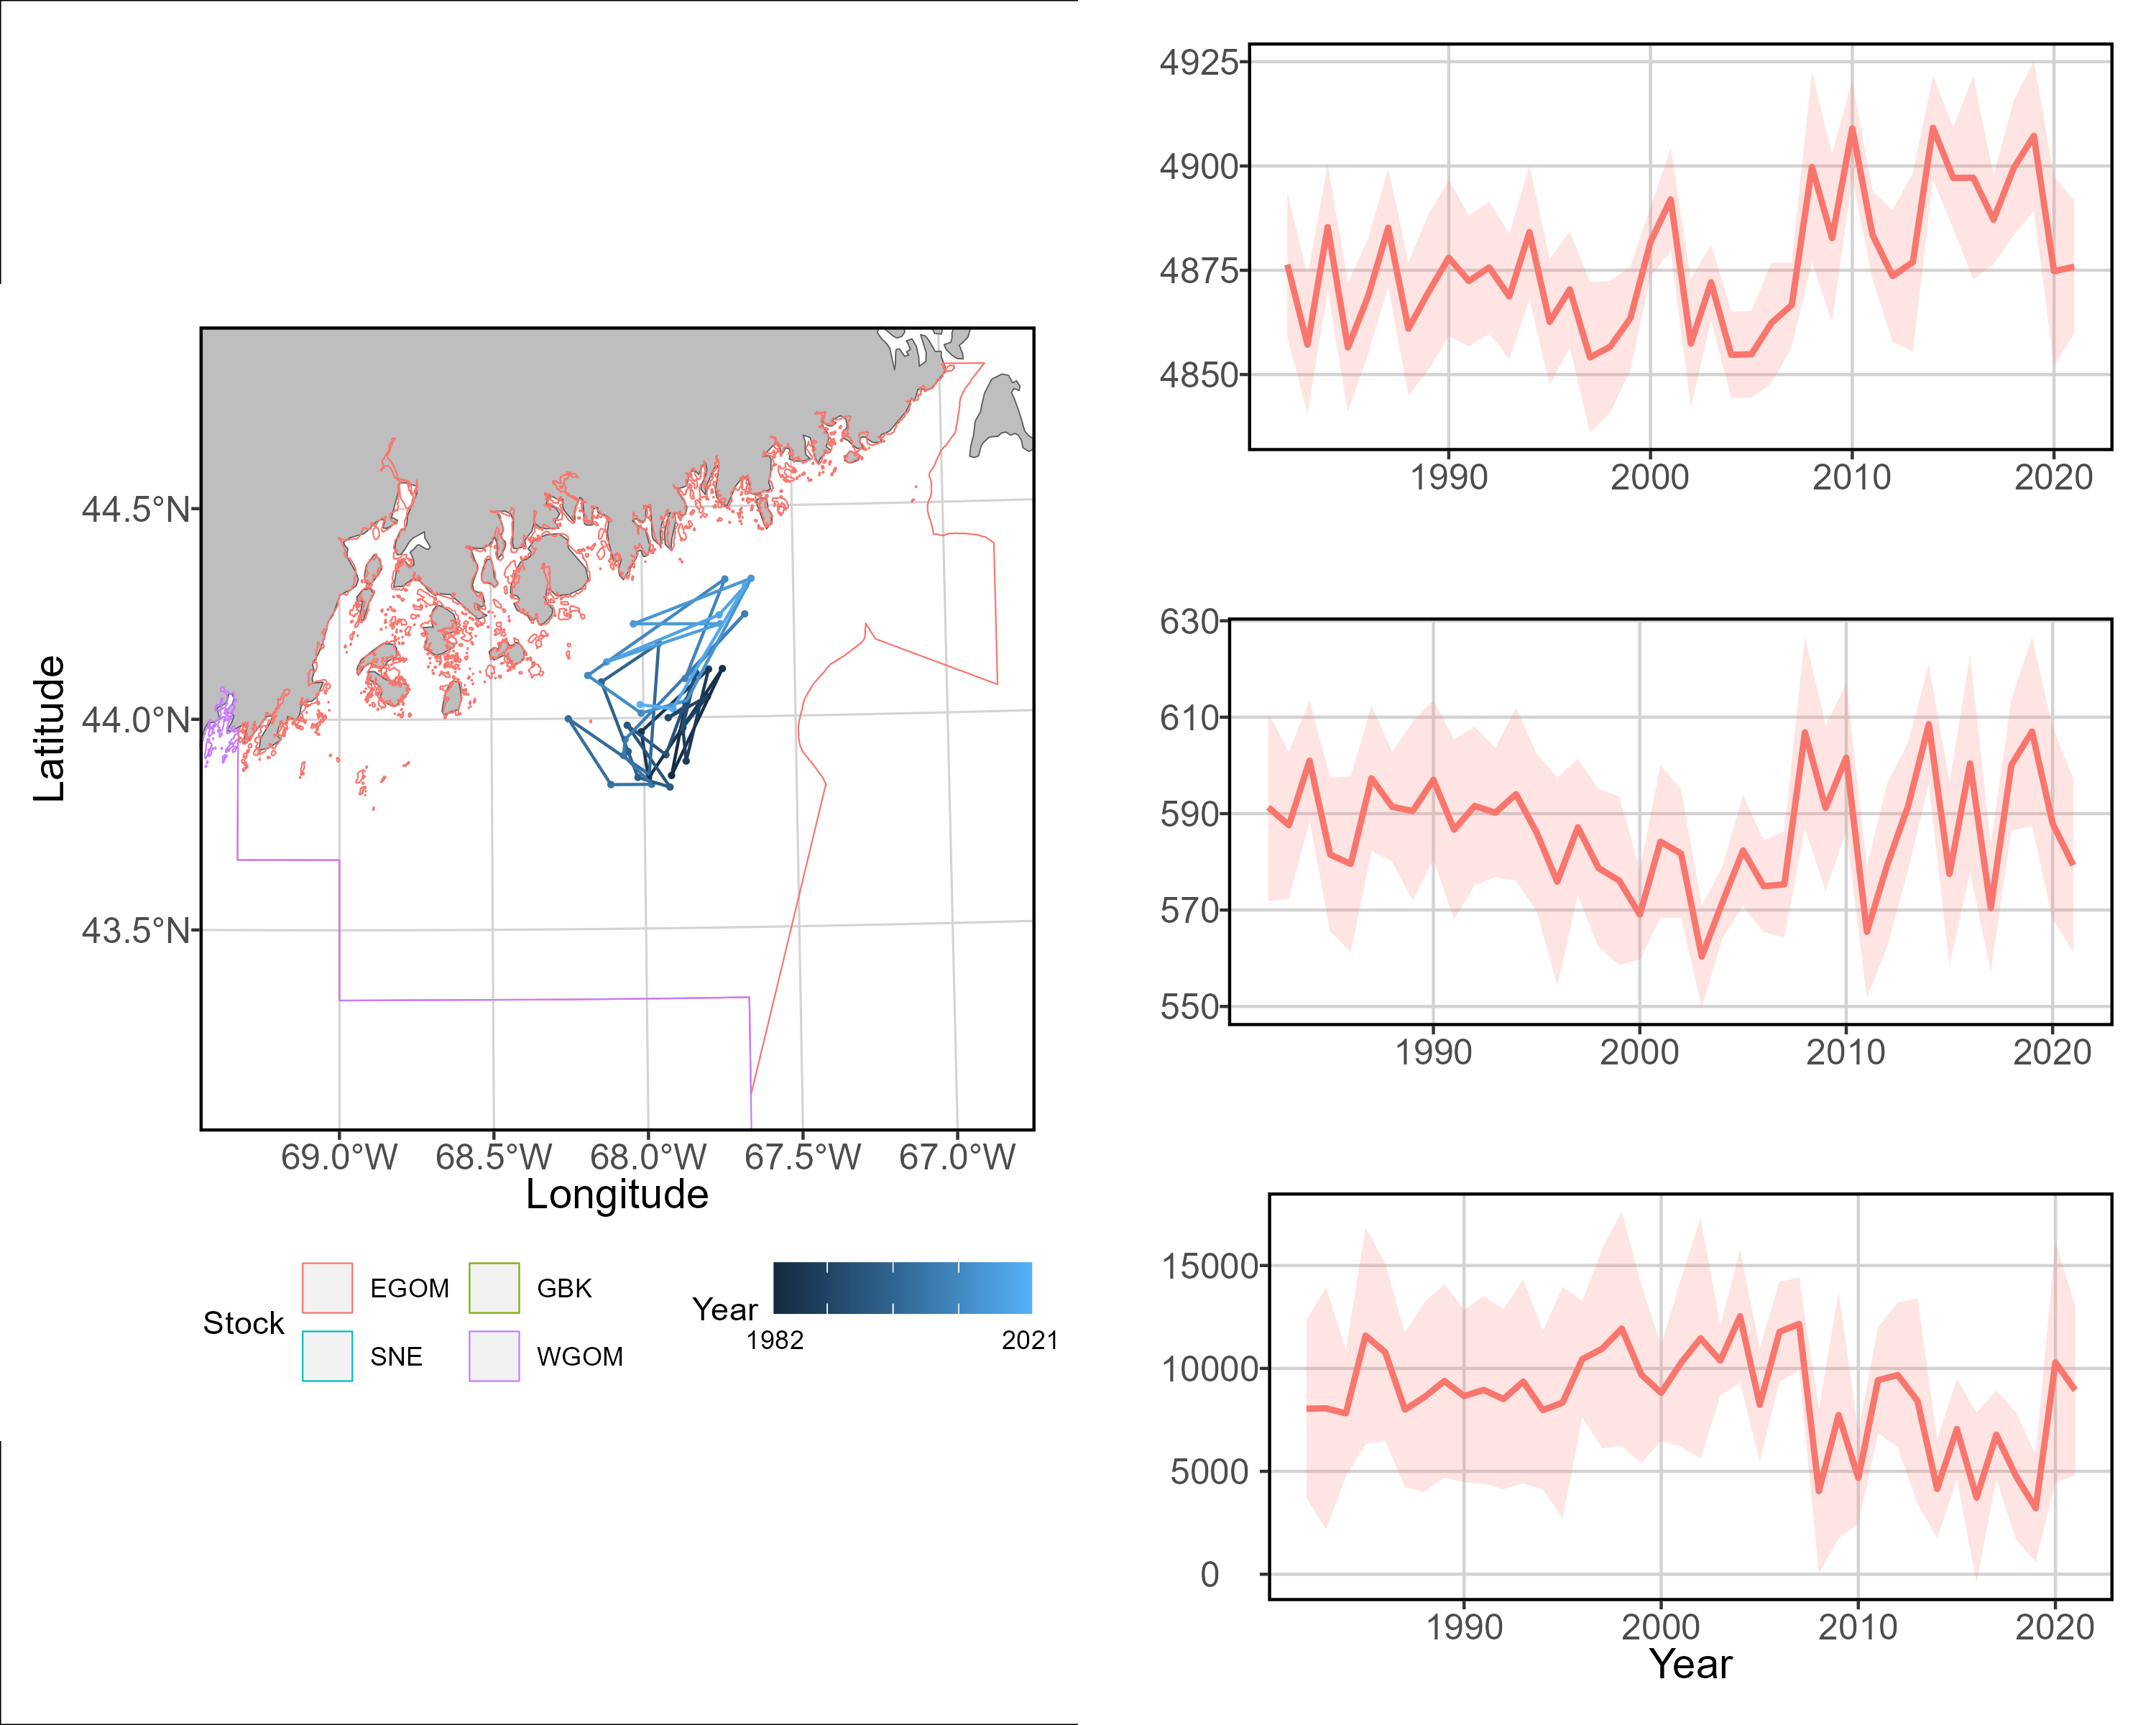 44.5°N
44.0°N
43.5°N
Latitude
69.0°W 68.5°W 68.0°W 67.5°W 67.0°W
Longitude
Stock
EGOM GBK
SNE WGOM
Year
1982 2021
4925
4900
4875
4850
1990 2000 2010 2020
630
610
590
570
550
1990 2000 2010 2020
15000
10000
5000
0
1990 2000 2010 2020
Year